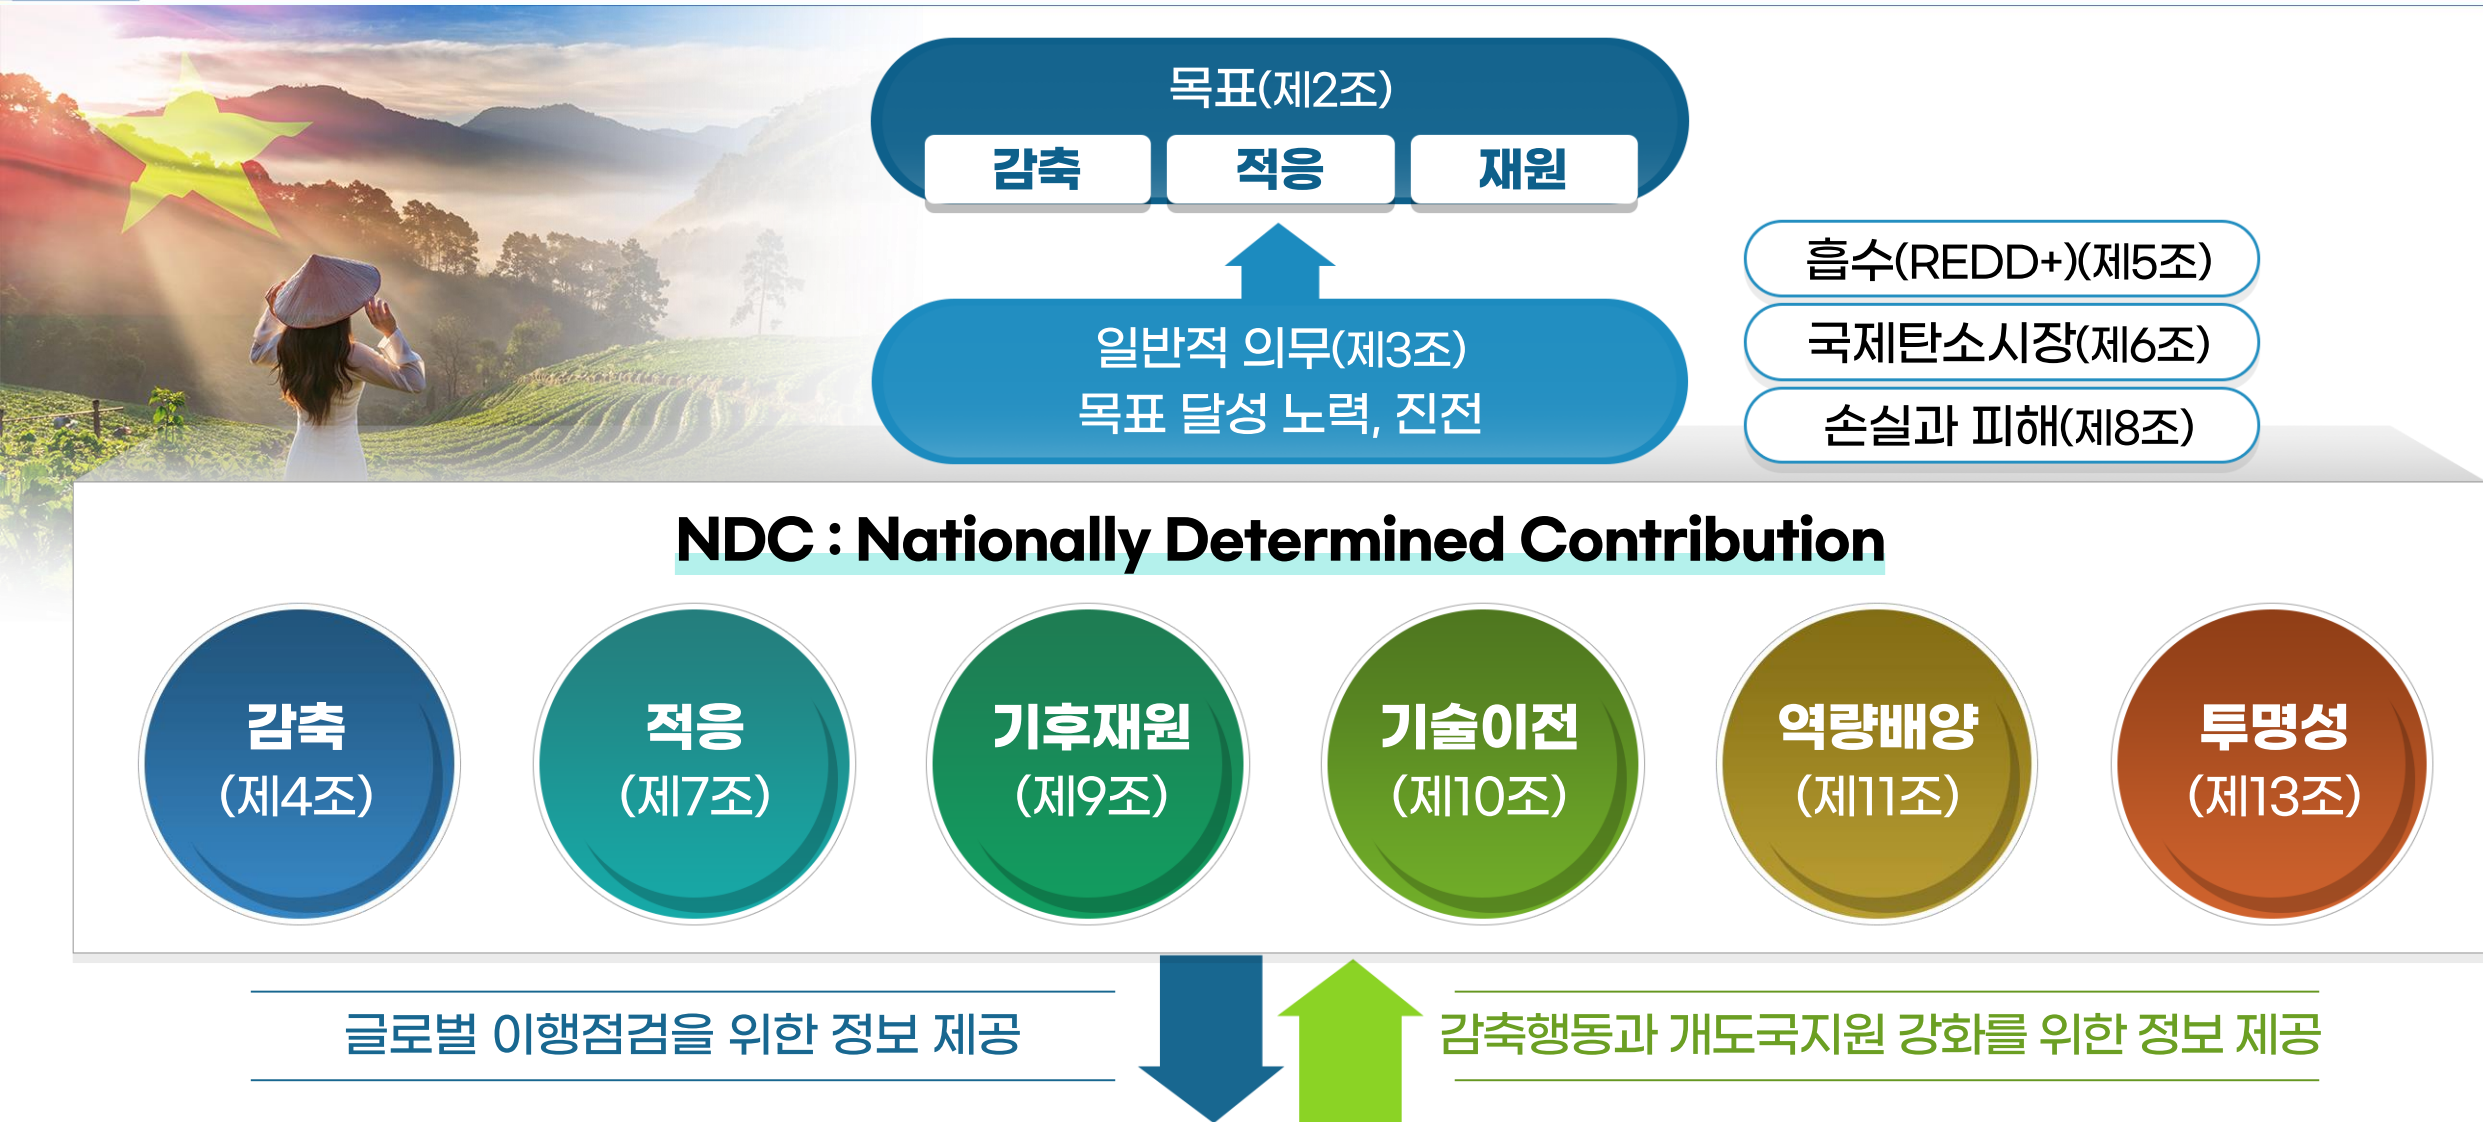 목표(제2조)
감축
적응
재원
일반적 의무(제3조)
목표 달성 노력, 진전
흡수(REDD+)(제5조)
국제탄소시장(제6조)
손실과 피해(제8조)
NDC : Nationally Determined Contribution
감축
(제4조)
적응
(제7조)
기후재원
(제9조)
기술이전
(제10조)
역량배양
(제11조)
투명성
(제13조)
글로벌 이행점검을 위한 정보 제공
감축행동과 개도국지원 강화를 위한 정보 제공